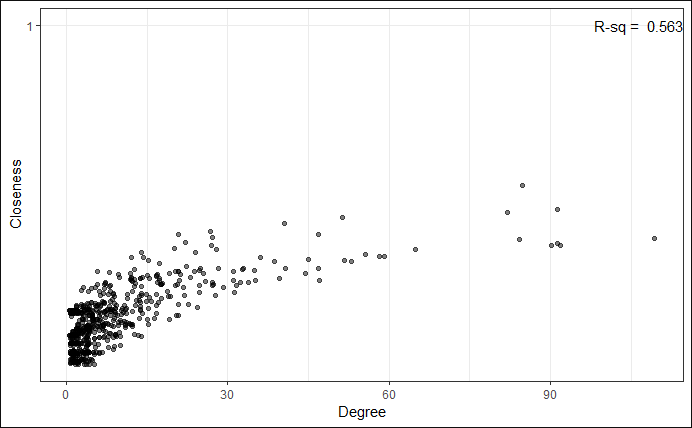 1
R-sq = 0.563
Closeness
0 30 60 90
Degree